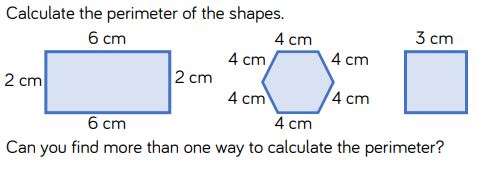 Calculate the perimeter of the shapes.
6 cm 4 cm 3 cm
4 cm 4 cm
2 cm 2 cm
4 cm 4 cm
6 cm 4 cm
Can you find more than one way to calculate the perimeter?